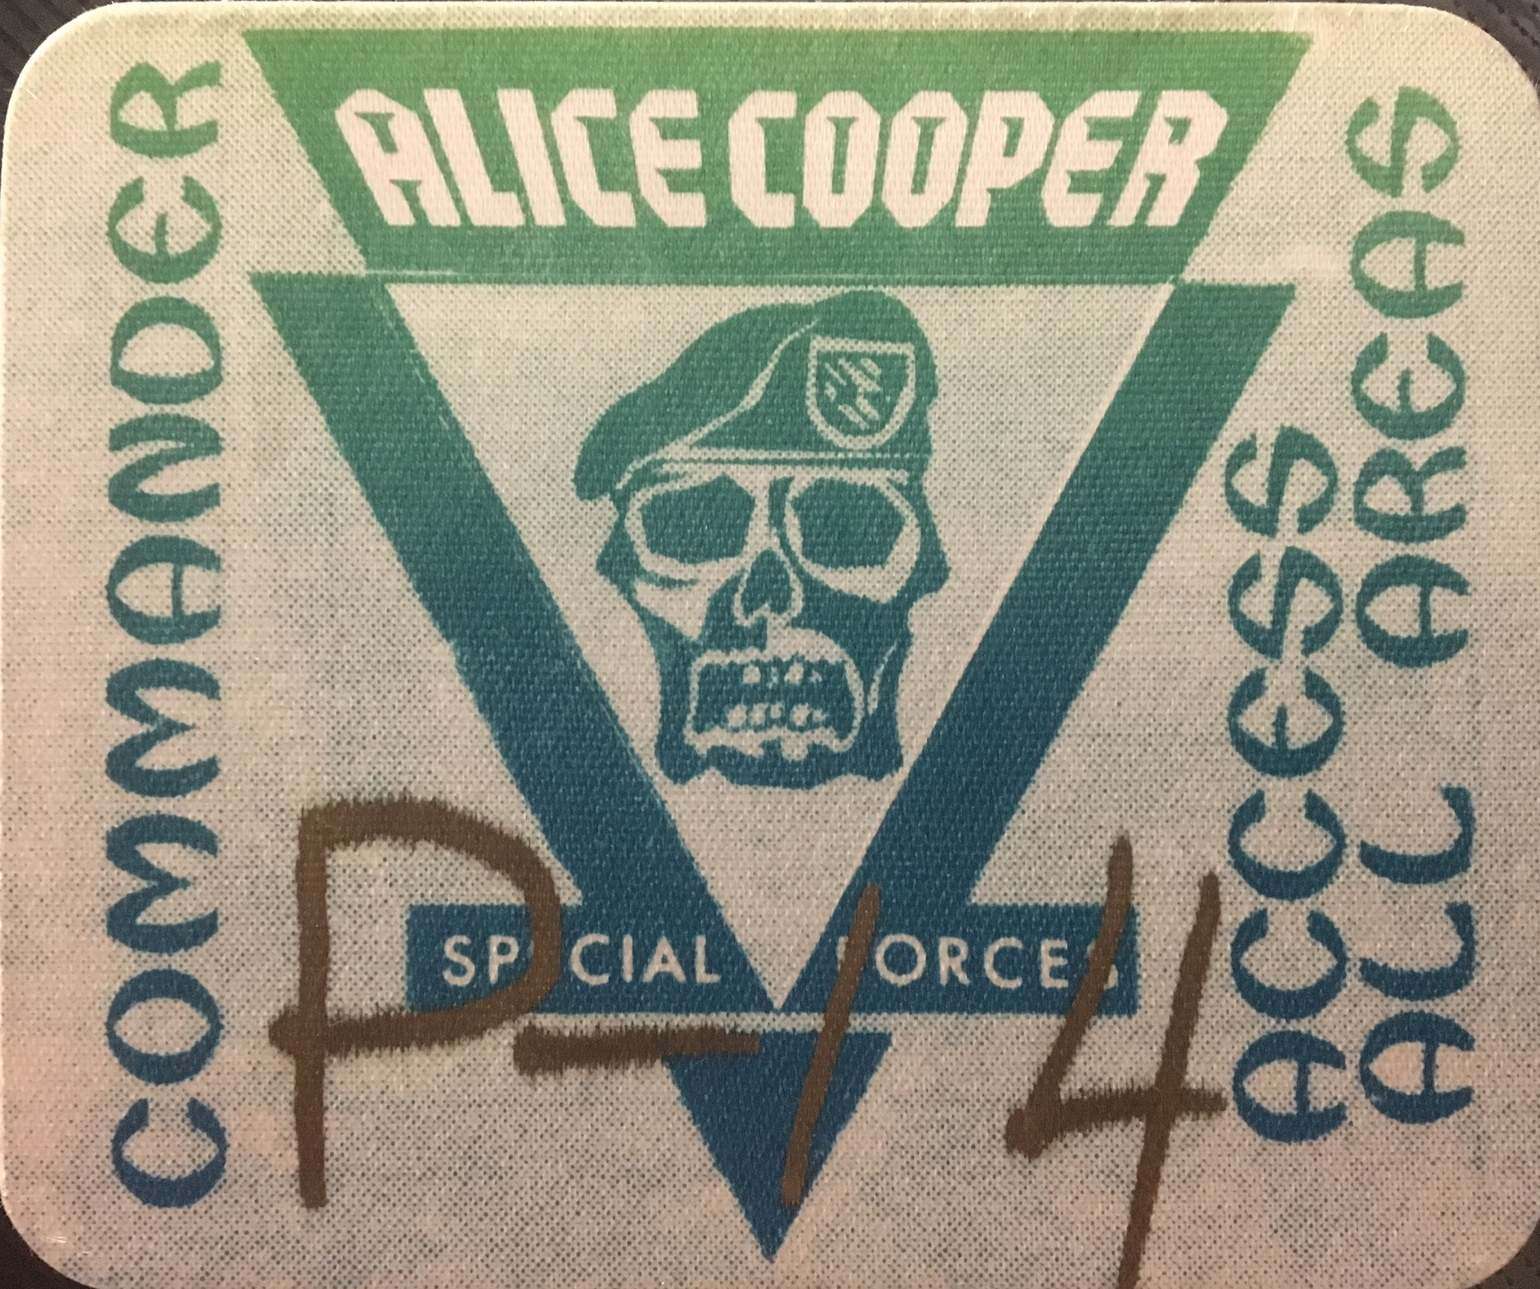 COMMANDER
ALICE COOPER
SPECIAL FORCES
P-14
ACCESS
ALL AREAS